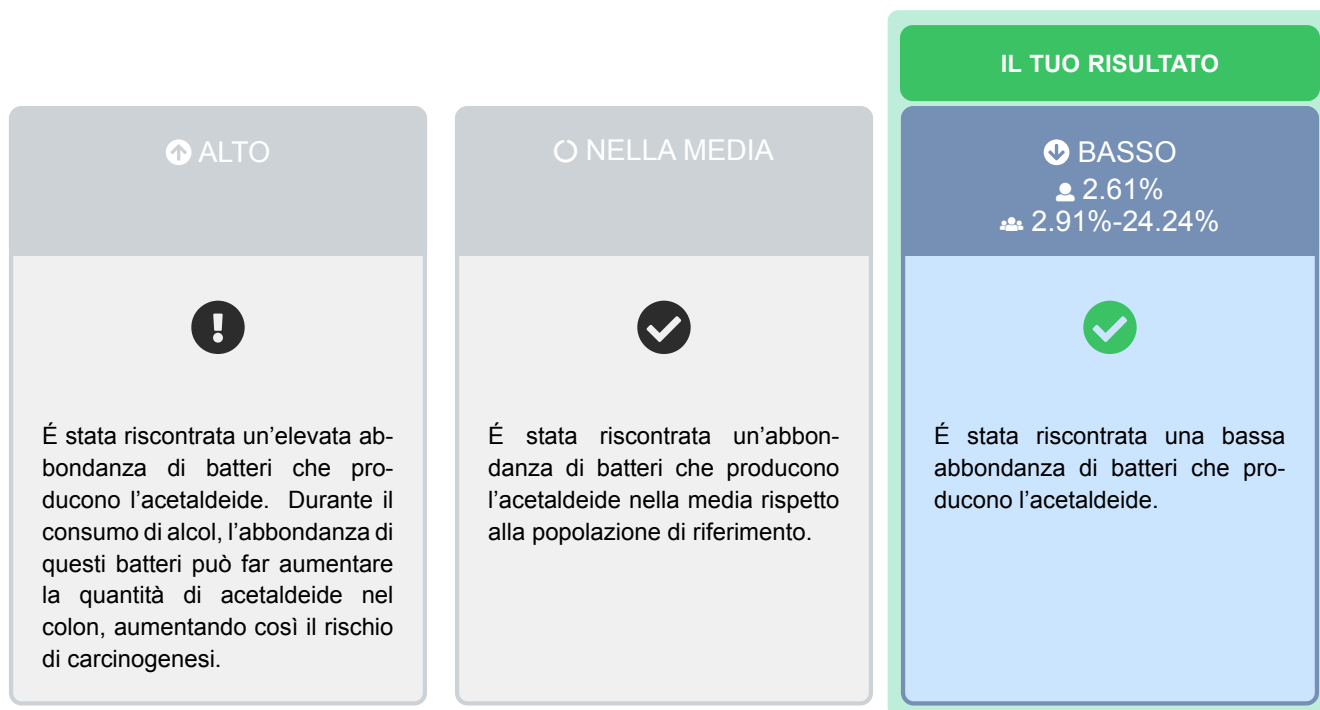 IL TUO RISULTATO
ALTO
É stata riscontrata un’elevata ab-
bondanza di batteri che pro-
ducono l’acetaldeide. Durante il
consumo di alcol, l’abbondanza di
questi batteri può far aumentare
la quantità di acetaldeide nel
colon, aumentando così il rischio
di carcinogenesi.
NELLA MEDIA
É stata riscontrata un’abbon-
danza di batteri che producono
l’acetaldeide nella media rispetto
alla popolazione di riferimento.
BASSO
2.61%
2.91%-24.24%
É stata riscontrata una bassa
abbondanza di batteri che pro-
ducono l’acetaldeide.